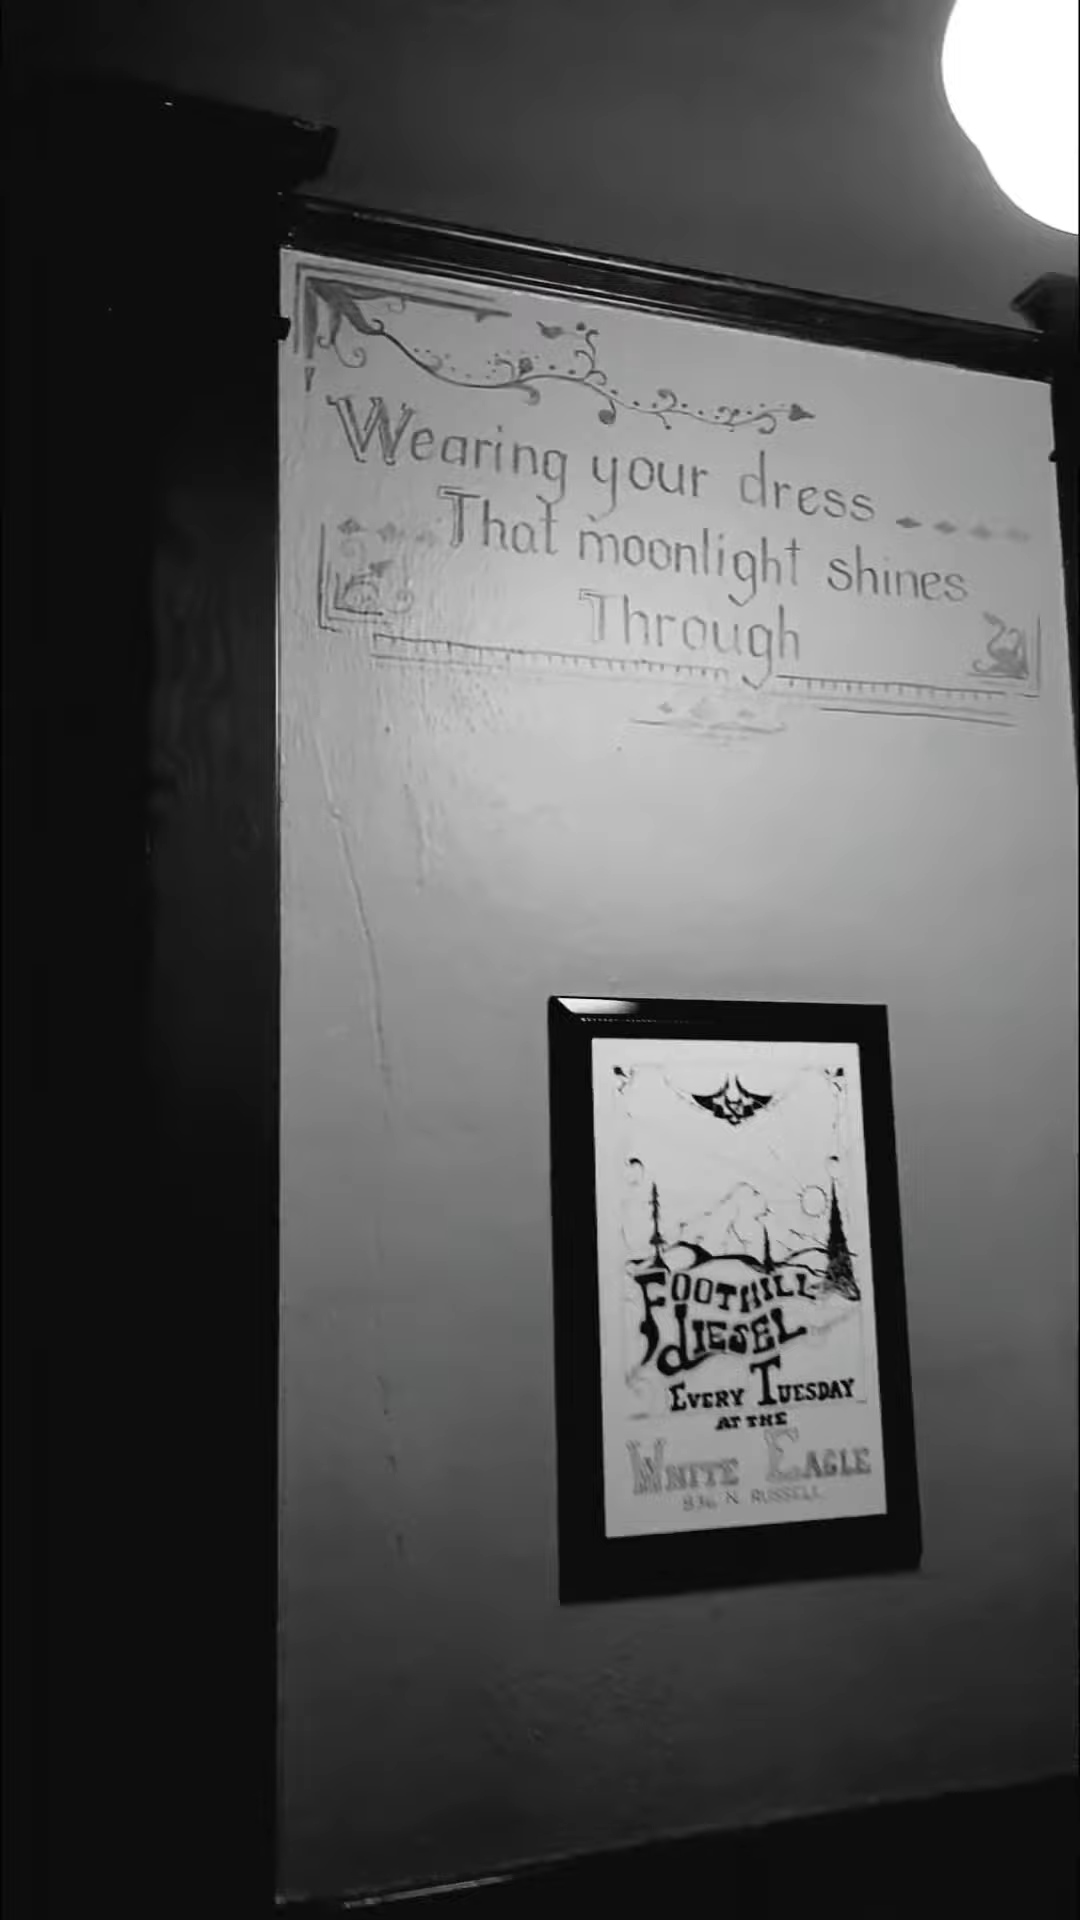 Wearing your dress
That moonlight shines
Through
FOOTHILL
dIESEL
EVERY TUESDAY
AT THE
WHITE EAGLE
836 N RUSSELL